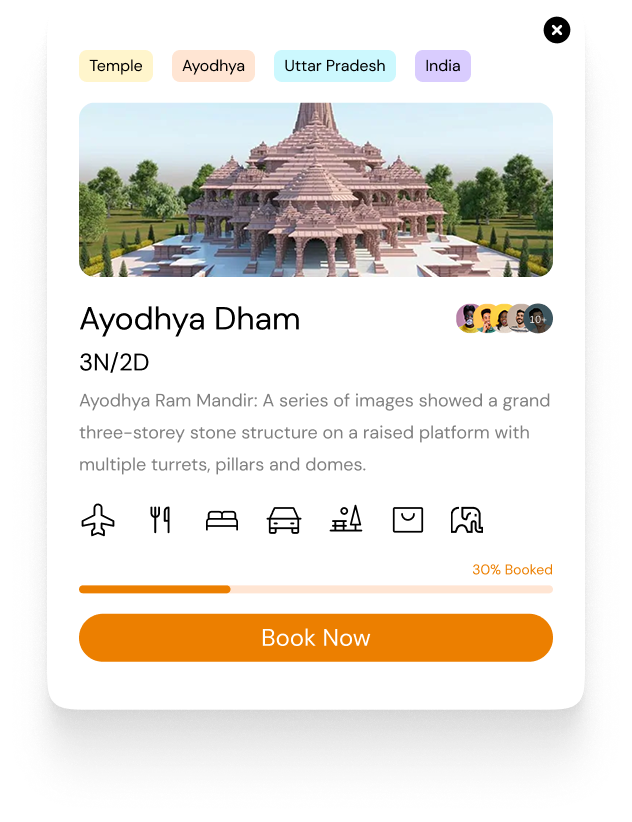 Temple
Ayodhya
Uttar Pradesh
India
Ayodhya Dham
10+
3N/2D
Ayodhya Ram Mandir: A series of images showed a grand
three-storey stone structure on a raised platform with
multiple turrets, pillars and domes.
30% Booked
Book Now